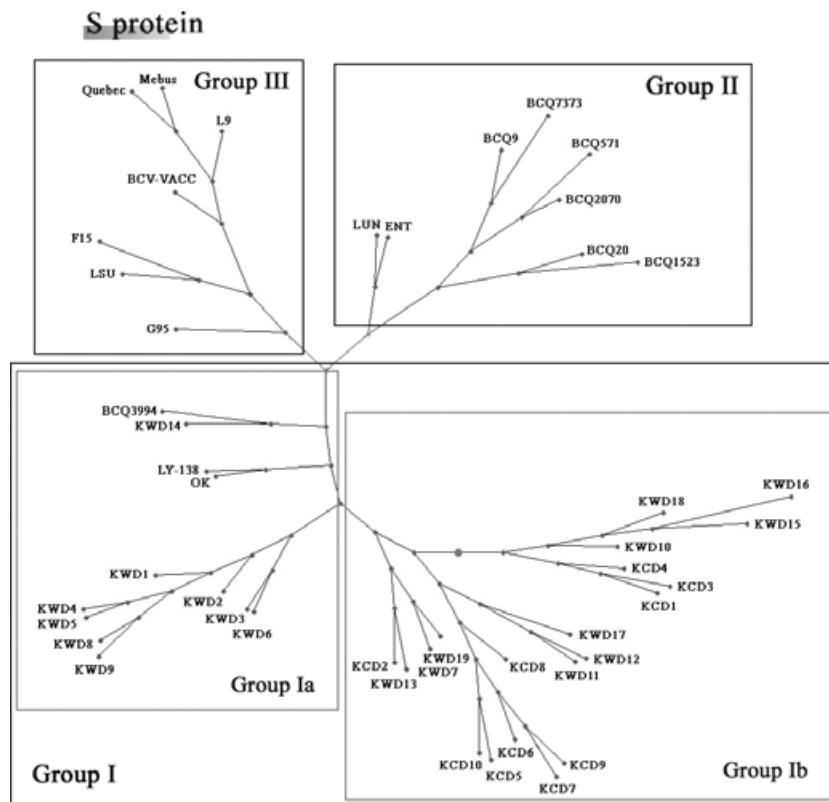 S protein
Group III
Mebus
Quebec
L9
BCV-VACC
F15
LSU
G95
Group II
BCQ7373
BCQ9
BCQ571
BCQ2070
LUN
ENT
BCQ20
BCQ1523
BCQ3994
KWD14
LY-138
OK
KWD1
KWD2
KWD4
KWD5
KWD3
KWD6
KWD8
KWD9
Group Ia
Group I
KWD16
KWD18
KWD15
KWD10
KCD4
KCD3
KCD1
KWD17
KWD19
KCD2
KWD7
KWD13
KCD8
KWD12
KWD11
KCD6
KCD10
KCD5
KCD9
KCD7
Group Ib